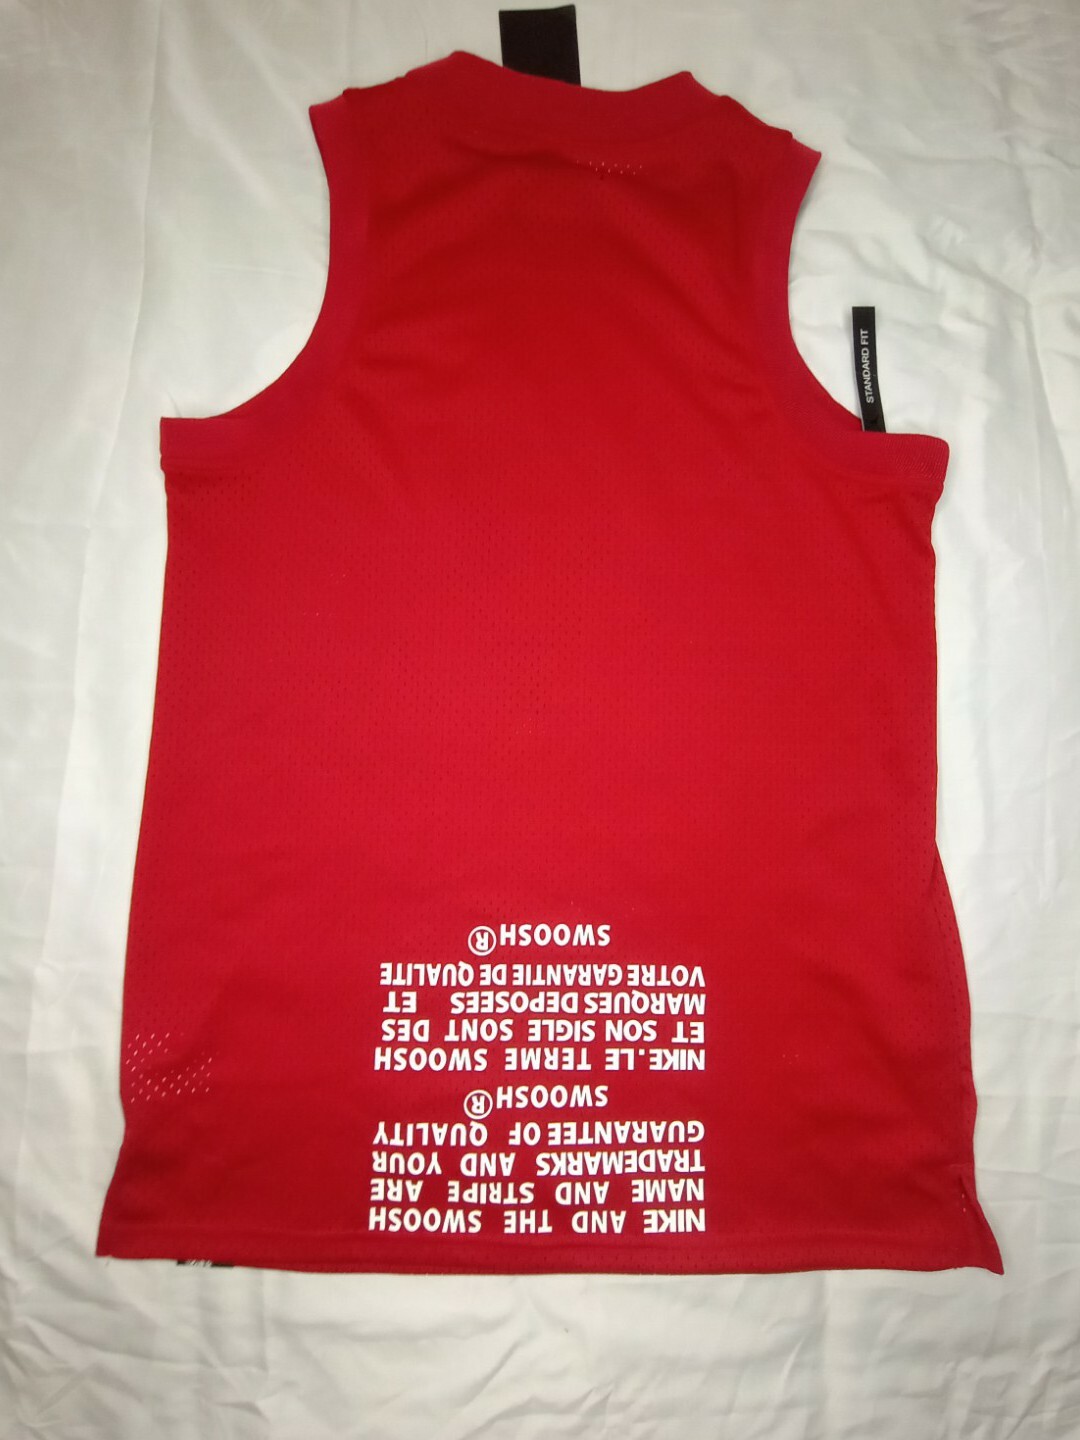 STANDARD FIT
NIKE AND THE SWOOSH
NAME AND STRIPE ARE
TRADEMARKS AND YOUR
GUARANTEE OF QUALITY
SWOOSH®
NIKE.LE TERME SWOOSH
ET SON SIGLE SONT DES
MARQUES DEPOSÉES ET
VOTRE GARANTIE DE QUALITE
SWOOSH®